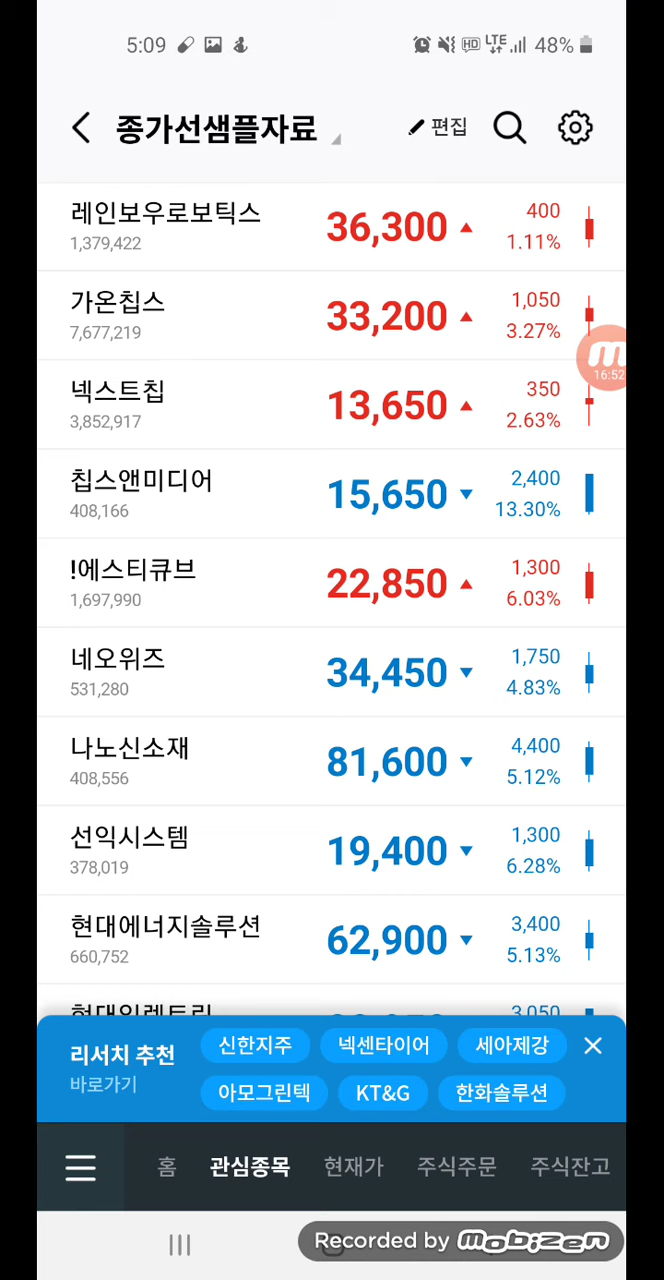 5:09 HD LTE 48%
종가선샘플자료 편집
레인보우로보틱스 36,300 400
1,379,422 1.11%
가온칩스 33,200 1,050
7,677,219 3.27%
16:52
넥스트칩 13,650 350
3,852,917 2.63%
칩스앤미디어 15,650 2,400
408,166 13.30%
!에스티큐브 22,850 1,300
1,697,990 6.03%
네오위즈 34,450 1,750
531,280 4.83%
나노신소재 81,600 4,400
408,556 5.12%
선익시스템 19,400 1,300
378,019 6.28%
현대에너지솔루션 62,900 3,400
660,752 5.13%
3,050
리서치 추천 신한지주 넥센타이어 세아제강
바로가기 아모그린텍 KT&G 한화솔루션
홈 관심종목 현재가 주식주문 주식잔고
Recorded by mobizen